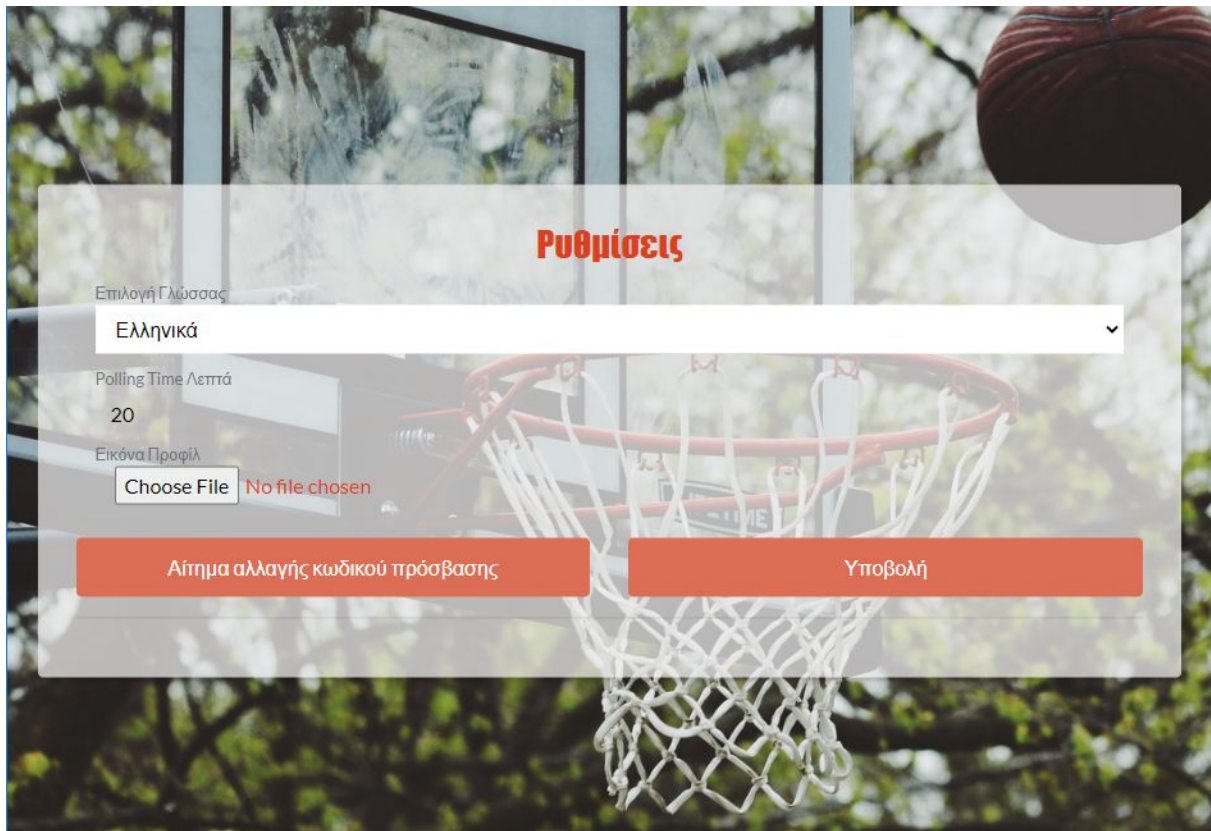 Ρυθμίσεις
Επιλογή Γλώσσας
Ελληνικά
Polling Time Λεπτά
20
Εικόνα Προφίλ
Choose File No file chosen
Αίτημα αλλαγής κωδικού πρόσβασης
Υποβολή